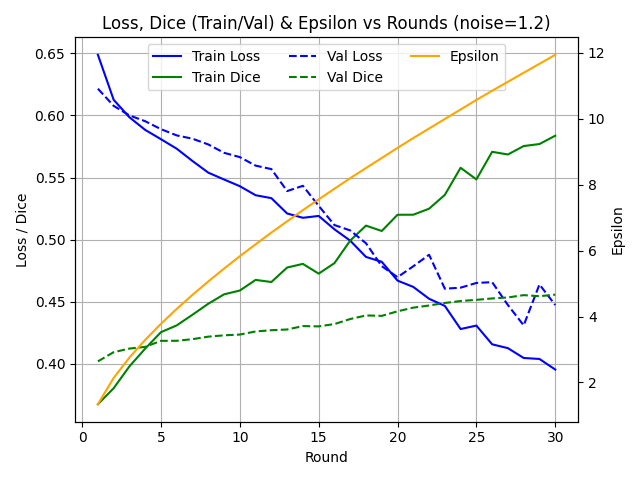 Loss, Dice (Train/Val) & Epsilon vs Rounds (noise=1.2)
Train Loss
Train Dice
Val Loss
Val Dice
Epsilon
Loss / Dice
0.65
0.60
0.55
0.50
0.45
0.40
Epsilon
12
10
8
6
4
2
0 5 10 15 20 25 30
Round